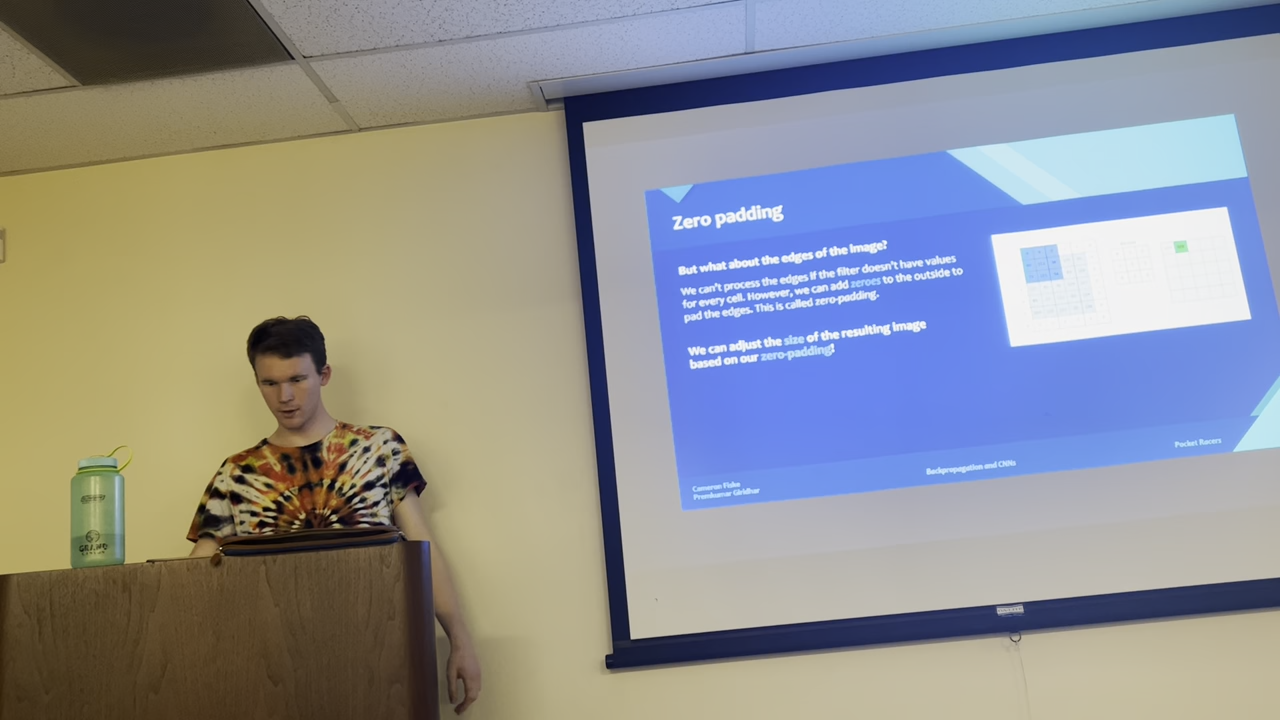 Zero padding
But what about the edges of the image?
We can't process the edges if the filter doesn't have values
for every cell. However, we can add zeroes to the outside to
pad the edges. This is called zero-padding.
We can adjust the size of the resulting image
based on our zero-padding!
Cameron Fiske
Premkumar Giridhar
Backpropagation and CNNs
Pocket Racers
GRAND